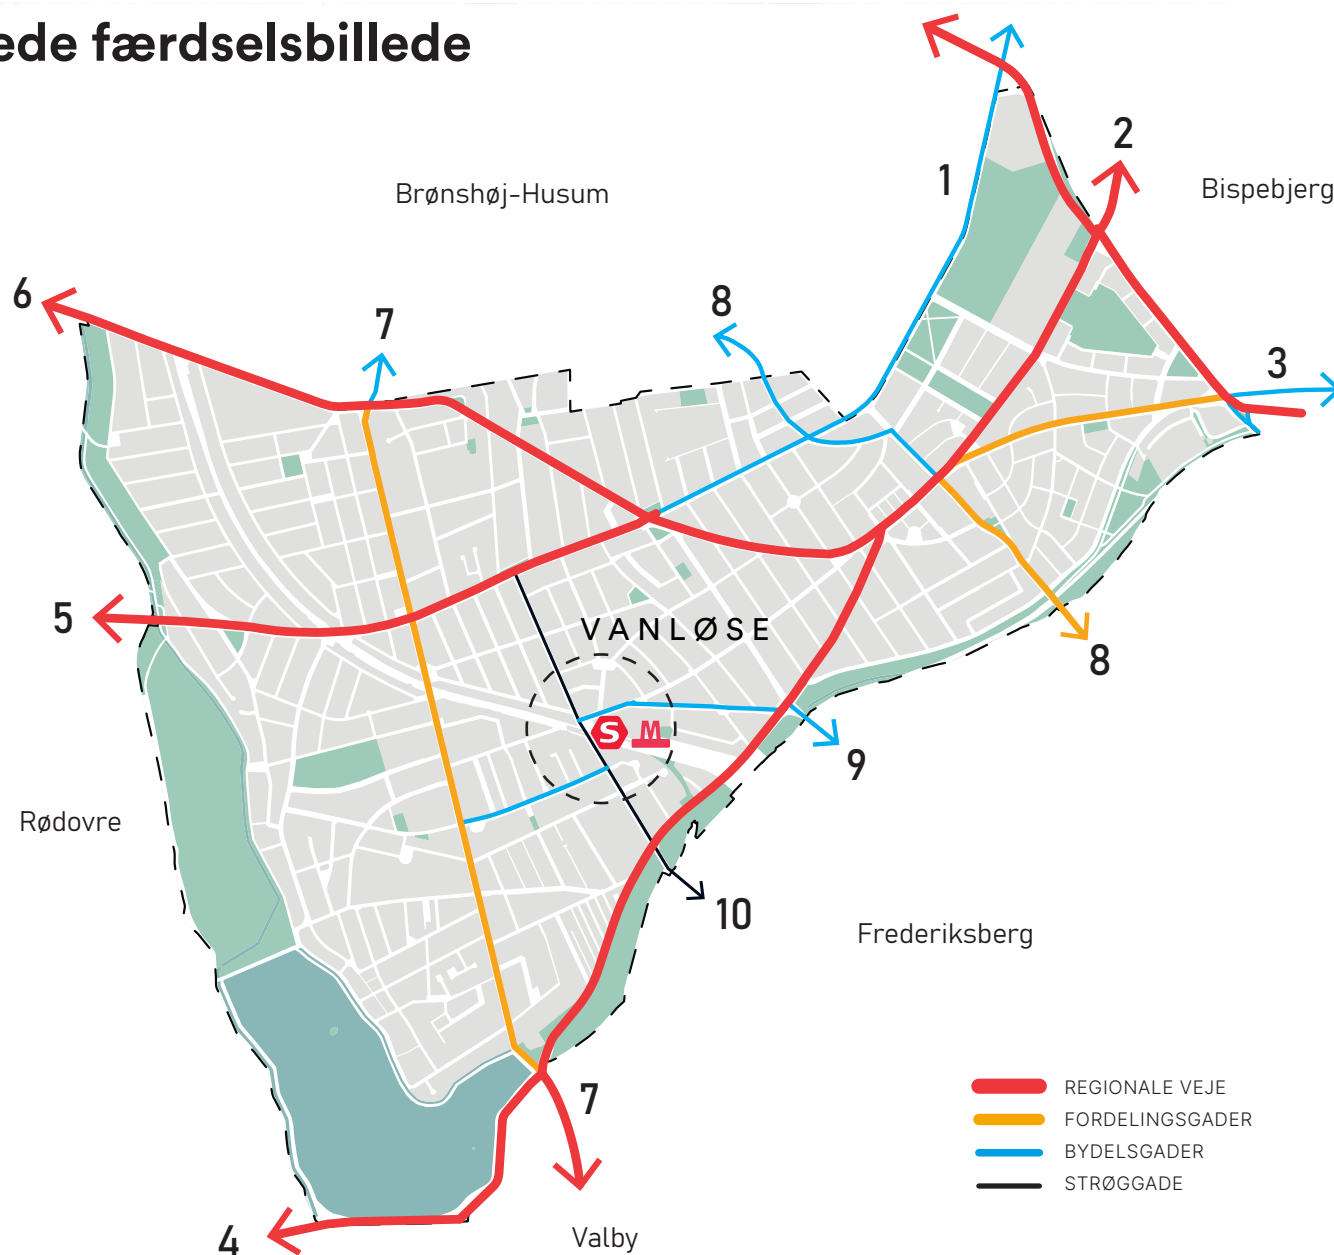 ede færdselsbillede
2
1
Brønshøj-Husum
Bispebjerg
6
8
7
3
5
VANLØSE
8
S
M
9
Rødovre
10
Frederiksberg
7
REGIONALE VEJE
FORDELINGSGADER
BYDELSGADER
STRØGGADE
4
Valby